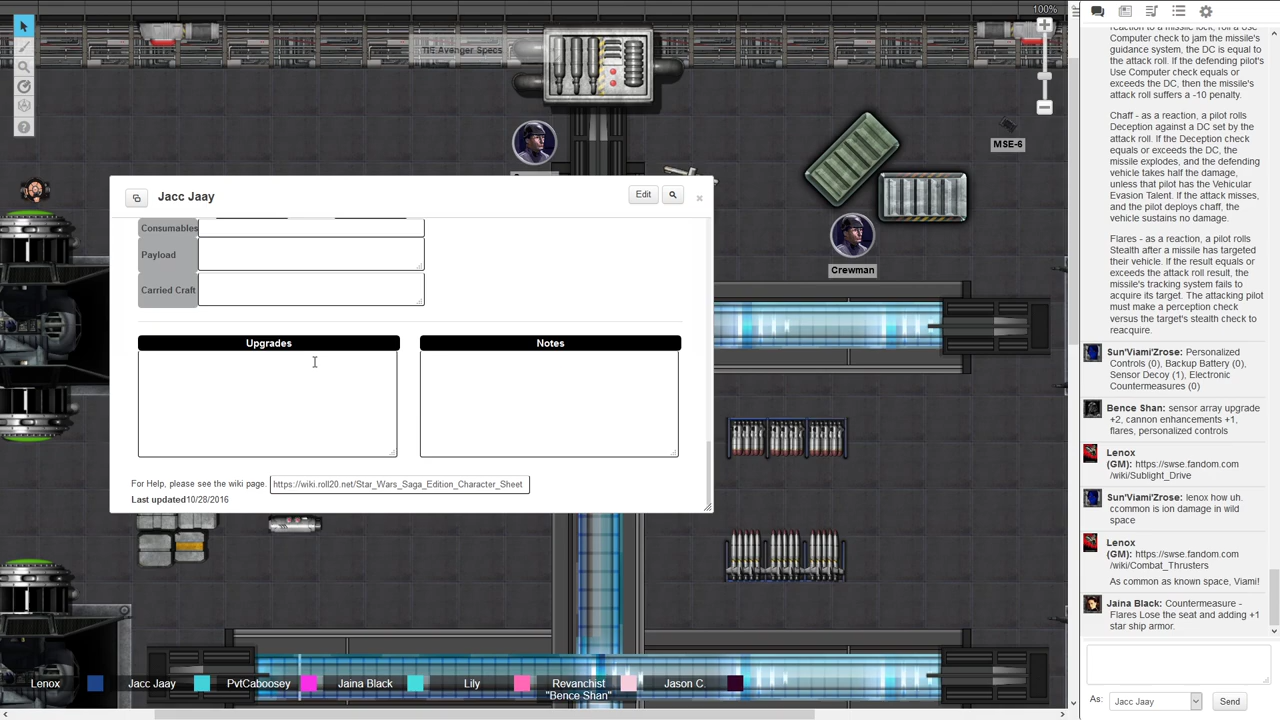 100%
TIE Avenger Specs
MSE-6
Crewman
Jacc Jaay
Edit
Consumables
Payload
Carried Craft
Upgrades
Notes
For Help, please see the wiki page.
https://wiki.roll20.net/Star_Wars_Saga_Edition_Character_Sheet
Last updated10/28/2016
Lenox
Jacc Jaay
PvtCaboosey
Jaina Black
Lily
Revanchist
"Bence Shan"
Jason C.
Reaction to a missile lock, roll a Use
Computer check to jam the missile's
guidance system, the DC is equal to
the attack roll. If the defending pilot's
Use Computer check equals or
exceeds the DC, then the missile's
attack roll suffers a -10 penalty.
Chaff - as a reaction, a pilot rolls
Deception against a DC set by the
attack roll. If the Deception check
equals or exceeds the DC, the
missile explodes, and the defending
vehicle takes half the damage,
unless that pilot has the Vehicular
Evasion Talent. If the attack misses,
and the pilot deploys chaff, the
vehicle sustains no damage.
Flares - as a reaction, a pilot rolls
Stealth after a missile has targeted
their vehicle. If the result equals or
exceeds the attack roll result, the
missile's tracking system fails to
acquire its target. The attacking pilot
must make a perception check
versus the target's stealth check to
reacquire.
Sun'Viami'Zrose: Personalized
Controls (0), Backup Battery (0),
Sensor Decoy (1), Electronic
Countermeasures (0)
Bence Shan: sensor array upgrade
+2, cannon enhancements +1,
flares, personalized controls
Lenox
(GM): https://swse.fandom.com
/wiki/Sublight_Drive
Sun'Viami'Zrose: lenox how uh.
ccommon is ion damage in wild
space
Lenox
(GM): https://swse.fandom.com
/wiki/Combat_Thrusters
As common as known space, Viami!
Jaina Black: Countermeasure -
Flares Lose the seat and adding +1
star ship armor.
As:
Jacc Jaay
Send